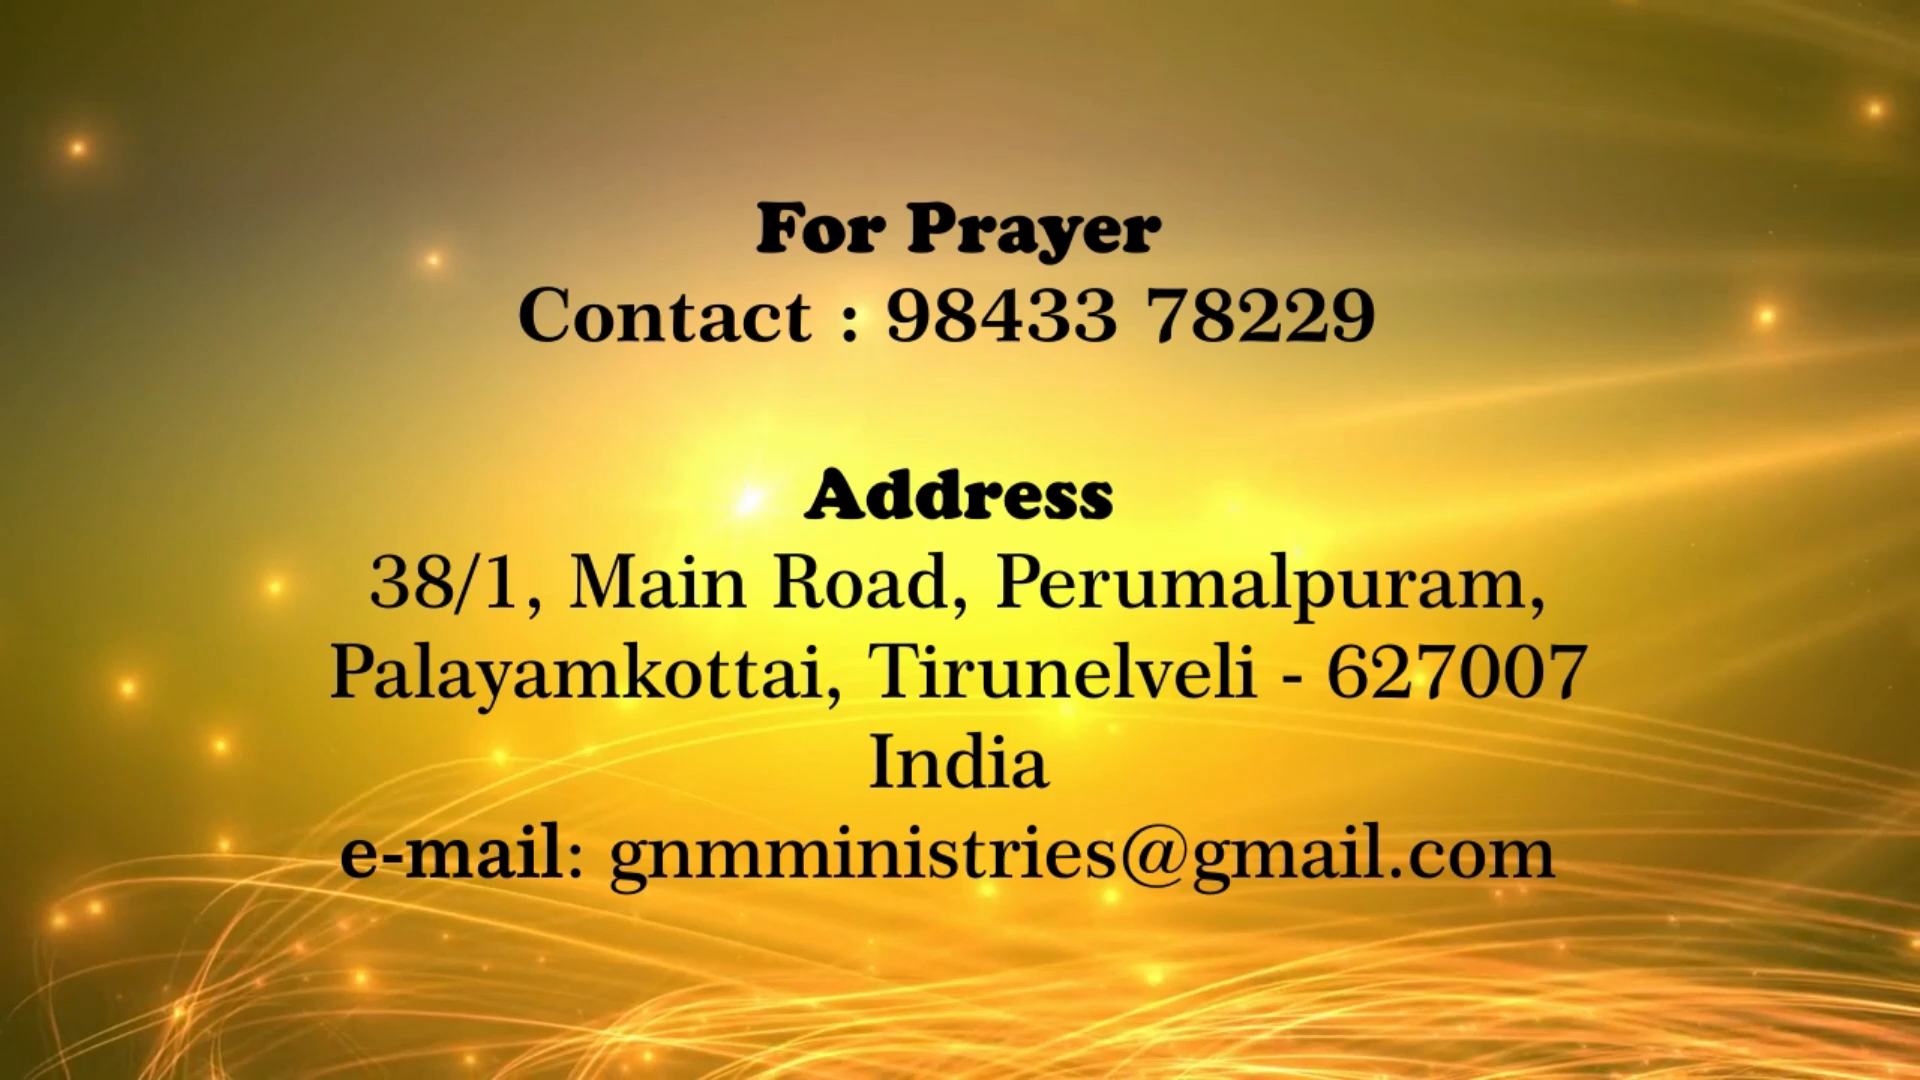 For Prayer
Contact : 98433 78229
Address
38/1, Main Road, Perumalpuram,
Palayamkottai, Tirunelveli - 627007
India
e-mail: gnmministries@gmail.com